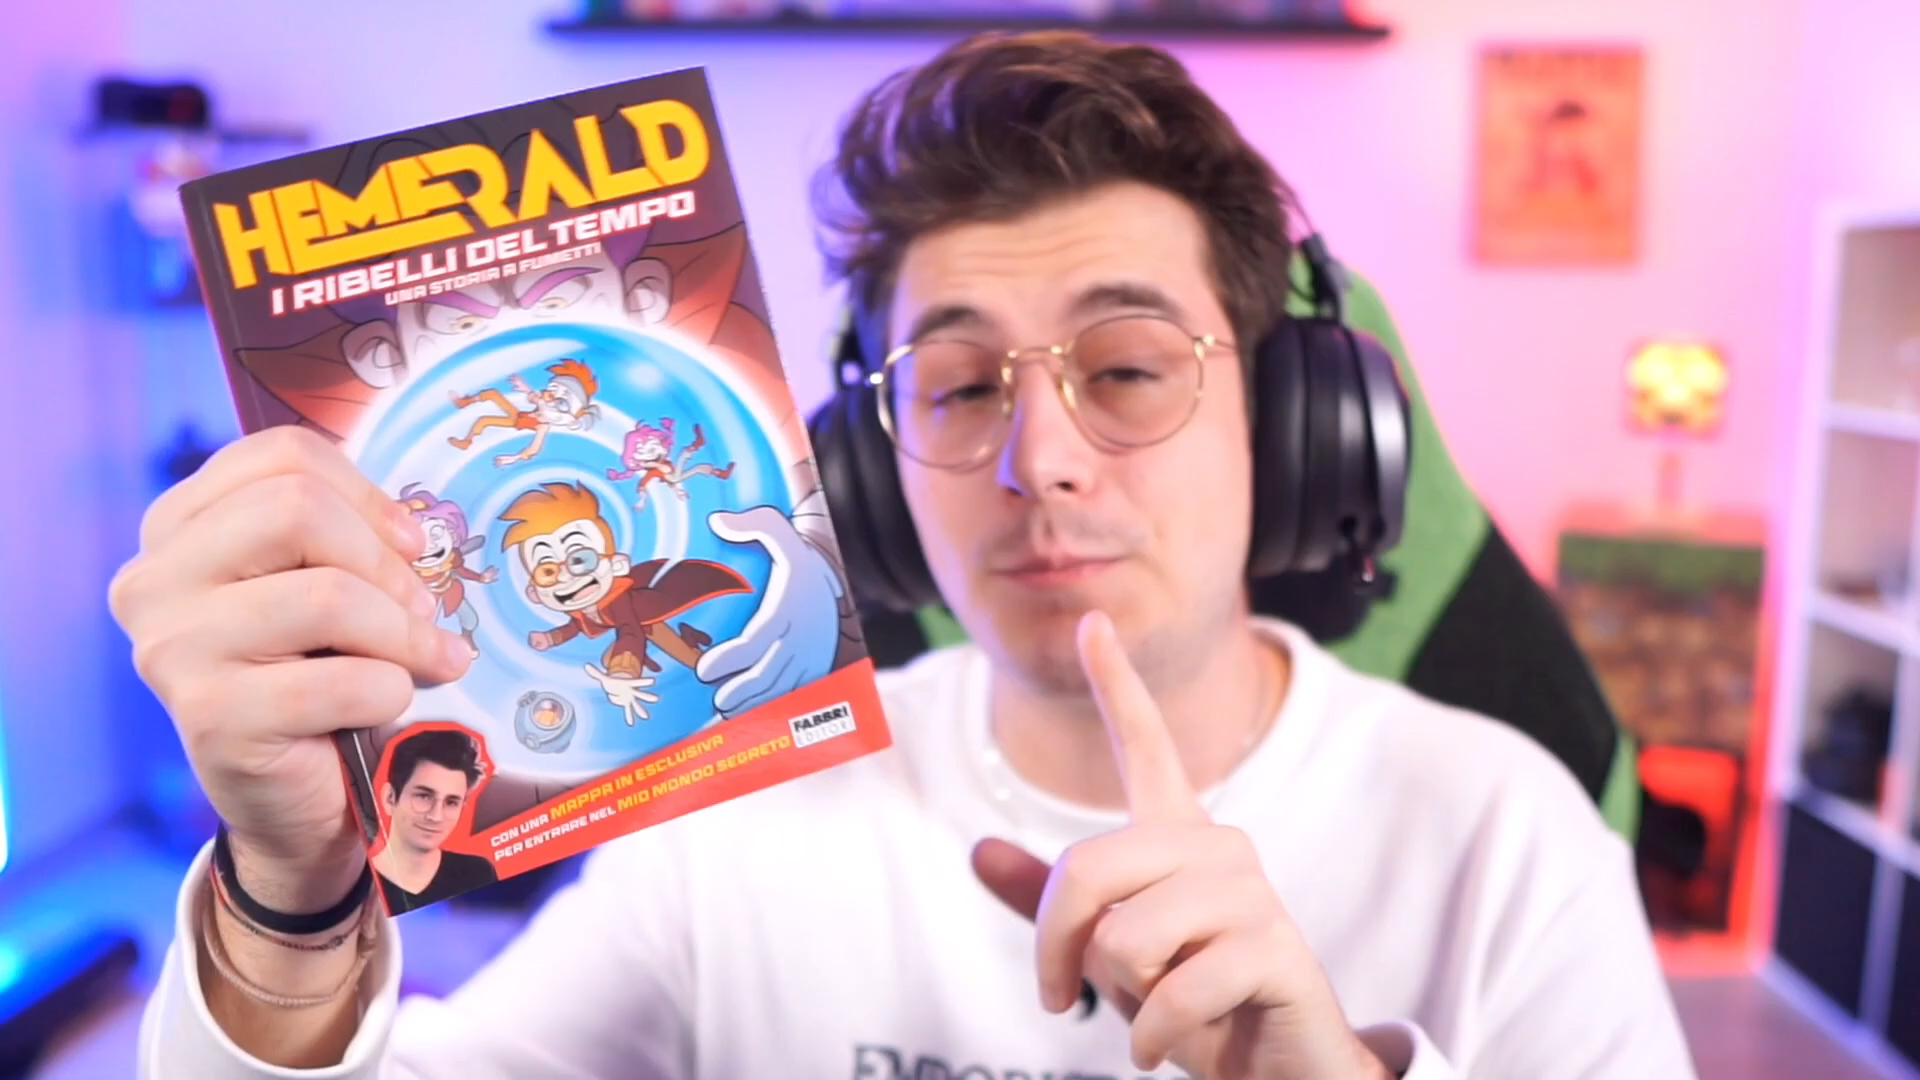 HEMERALD
I RIBELLI DEL TEMPO
UNA STORIA A FUMETTI
FABBRI
EDITORI
CON UNA MAPPA IN ESCLUSIVA
PER ENTRARE NEL MIO MONDO SEGRETO